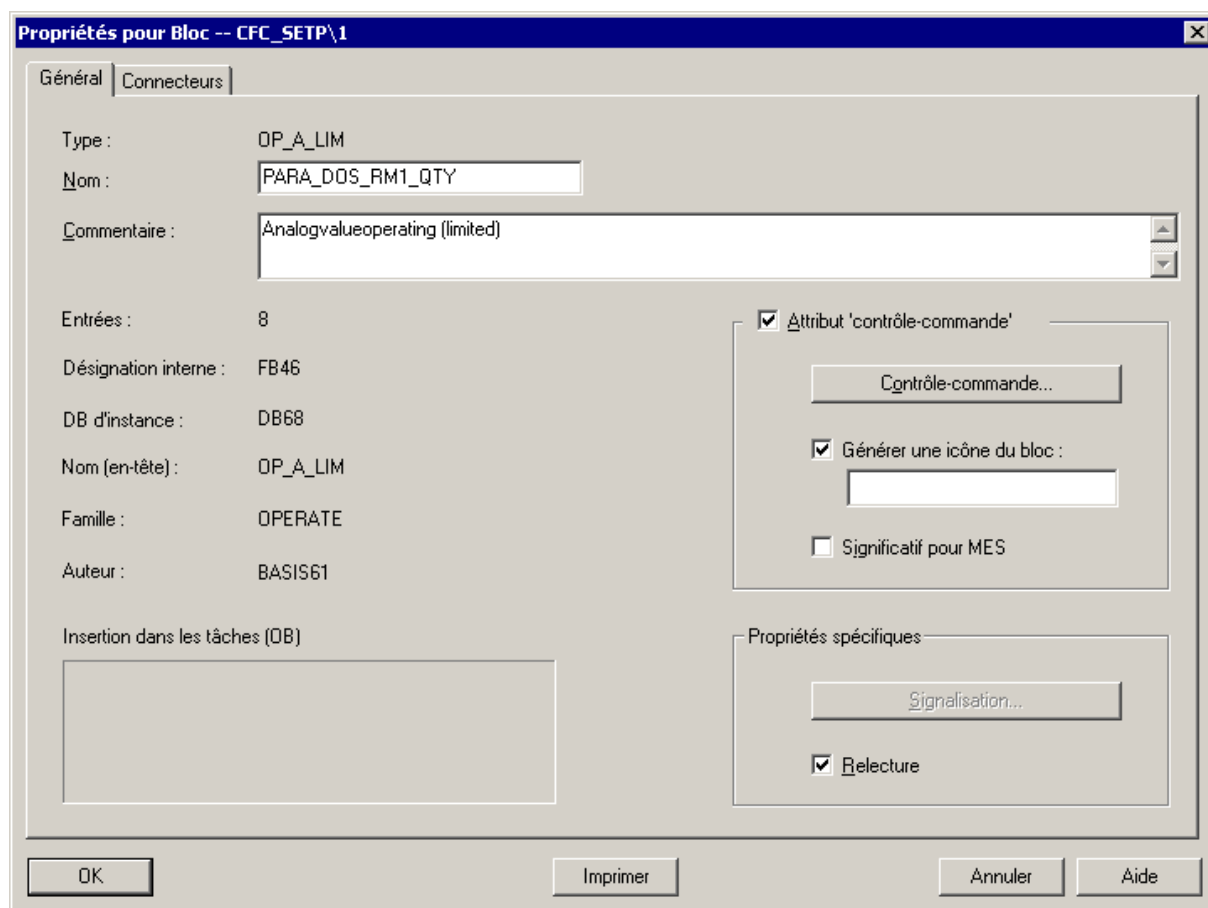 Propriétés pour Bloc -- CFC_SETP\1
Général
Connecteurs
Type :
OP_A_LIM
Nom :
PARA_DOS_RM1_QTY
Commentaire :
Analogvalueoperating (limited)
Entrées :
8
Désignation interne :
FB46
DB d'instance :
DB68
Nom (en-tête) :
OP_A_LIM
Famille :
OPERATE
Auteur :
BASIS61
Insertion dans les tâches (OB)
Attribut 'contrôle-commande'
Contrôle-commande...
Générer une icône du bloc :
Significatif pour MES
Propriétés spécifiques
Signalisation...
Relecture
OK
Imprimer
Annuler
Aide